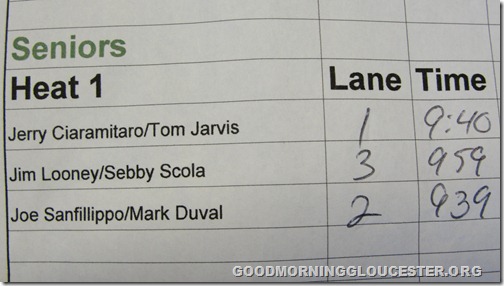 Seniors
Heat 1 Lane Time
Jerry Ciaramitaro/Tom Jarvis 1 9:40
Jim Looney/Sebby Scola 3 959
Joe Sanfillippo/Mark Duval 2 939
GOODMORNINGGLOUCESTER.ORG